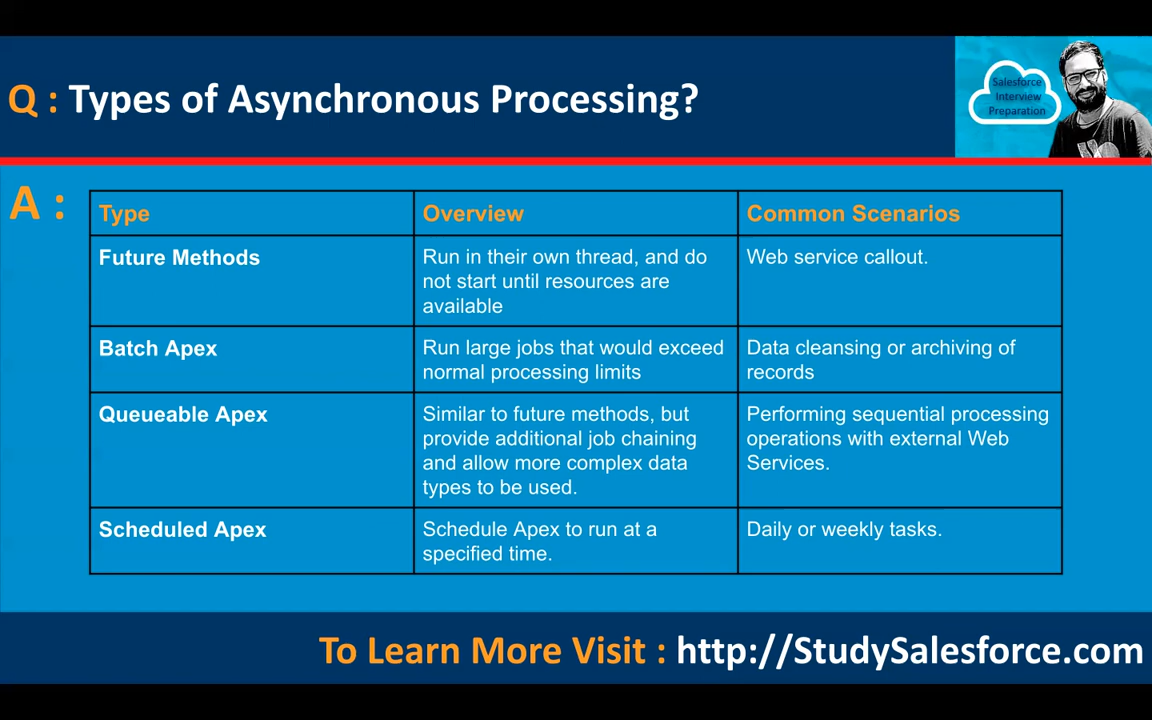 Q : Types of Asynchronous Processing?
Salesforce
Interview
Preparation
A :
Type Overview Common Scenarios
Future Methods Run in their own thread, and do Web service callout.
not start until resources are
available
Batch Apex Run large jobs that would exceed Data cleansing or archiving of
normal processing limits records
Queueable Apex Similar to future methods, but Performing sequential processing
provide additional job chaining operations with external Web
and allow more complex data Services.
types to be used.
Scheduled Apex Schedule Apex to run at a Daily or weekly tasks.
specified time.
To Learn More Visit : http://StudySalesforce.com